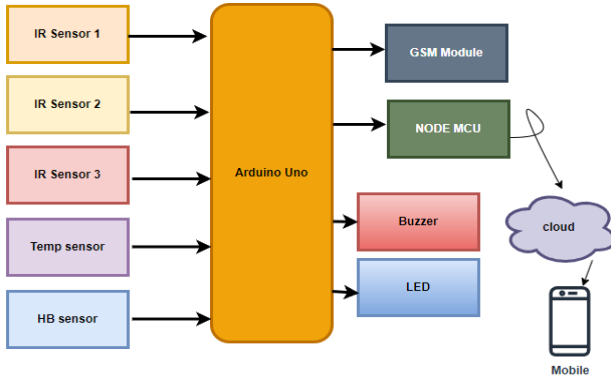 IR Sensor 1
IR Sensor 2
IR Sensor 3
Temp sensor
HB sensor
Arduino Uno
GSM Module
NODE MCU
Buzzer
LED
cloud
Mobile